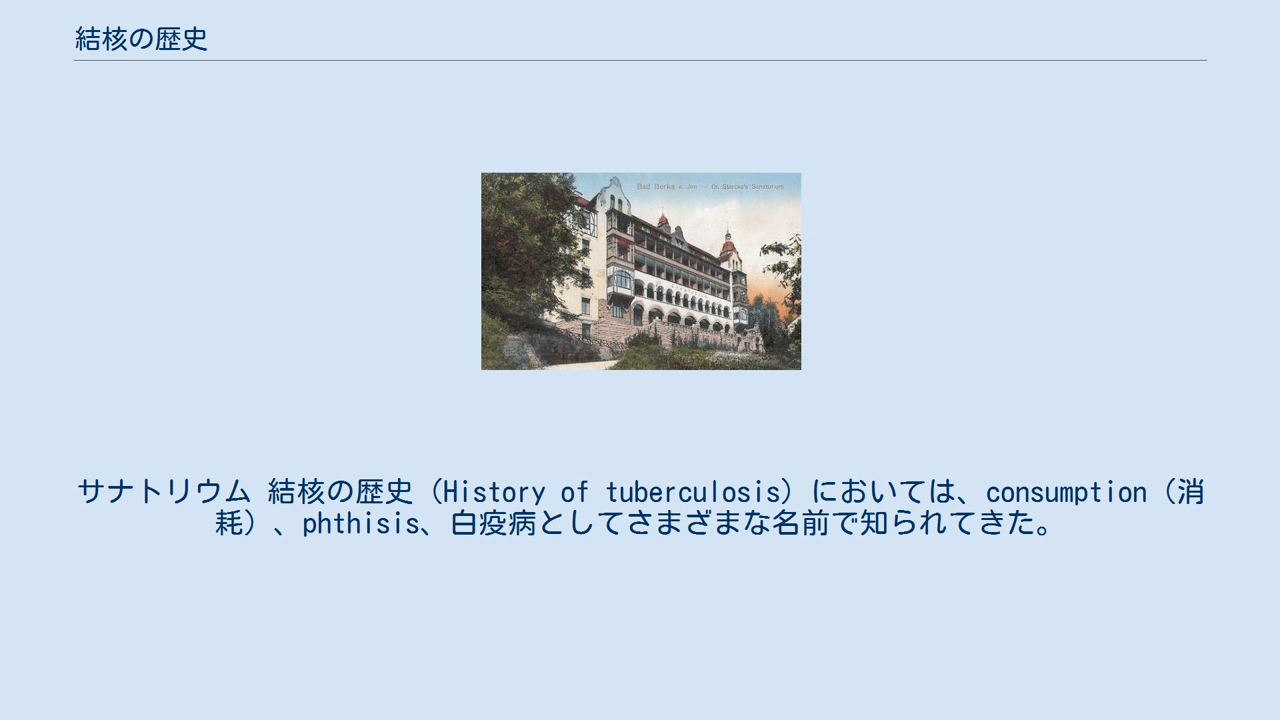 結核の歴史
Bad Berka a. Jlm — Dr. Starcke's Sanatorium
サナトリウム 結核の歴史（History of tuberculosis）においては、consumption（消
耗）、phthisis、白疫病としてさまざまな名前で知られてきた。